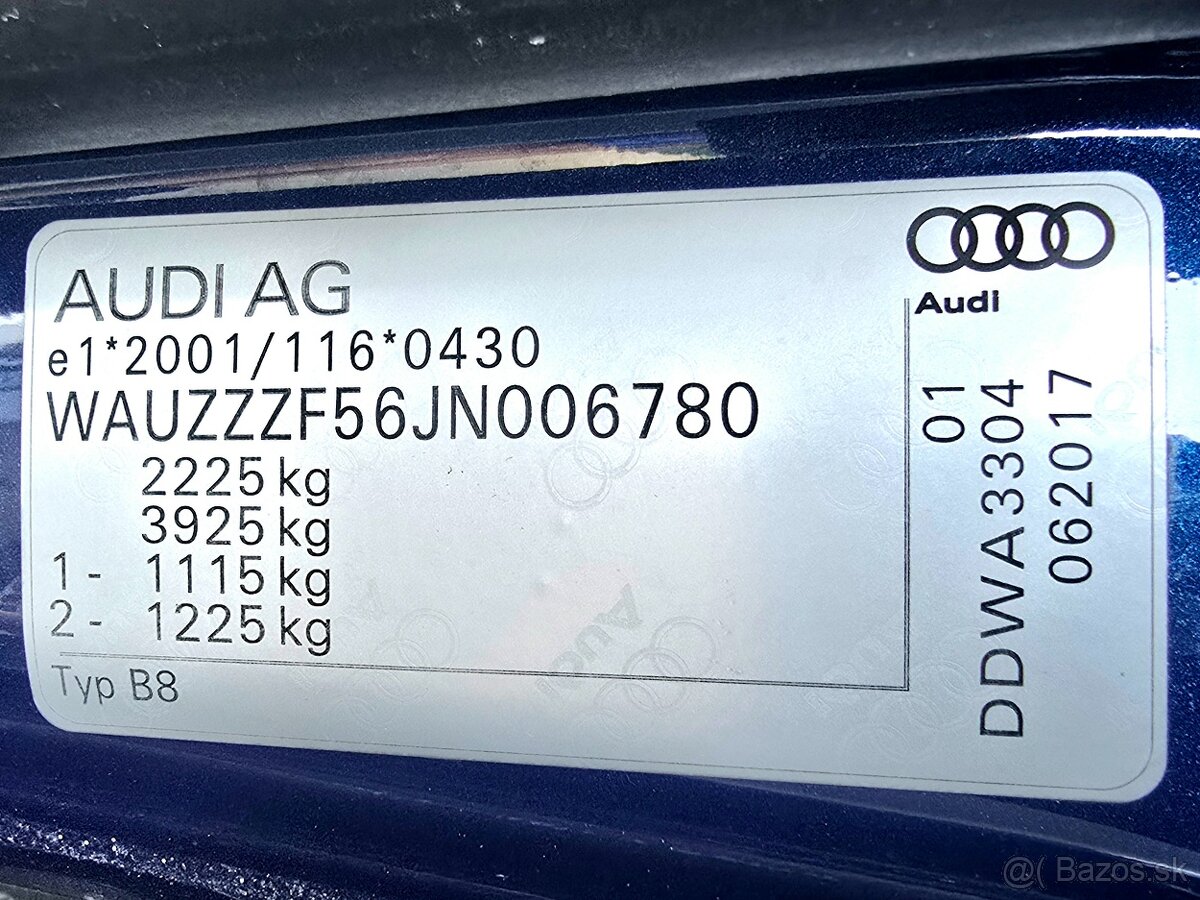 AUDI AG
e1*2001/116*0430
WAUZZZF56JN006780
2225 kg
3925 kg
1 - 1115 kg
2 - 1225 kg
Typ B8
Audi
01
DDWA3304
062017
Audi
@( Bazos.sk